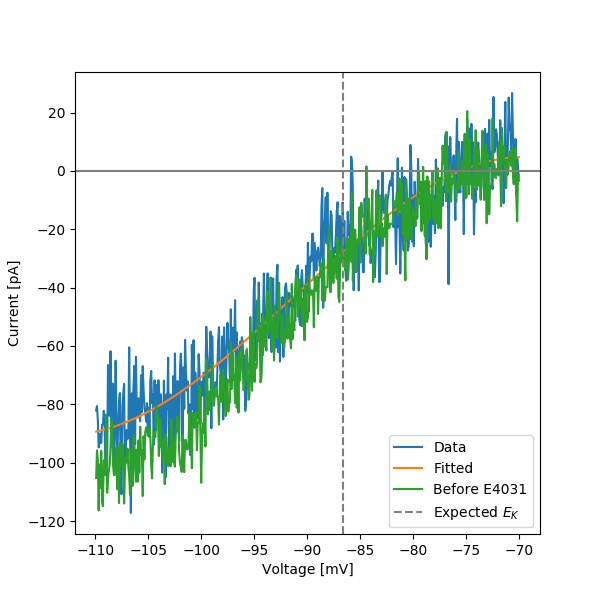 20
0
−20
−40
−60
−80
−100
−120
Current [pA]
−110 −105 −100 −95 −90 −85 −80 −75 −70
Voltage [mV]
Data
Fitted
Before E4031
Expected E_K